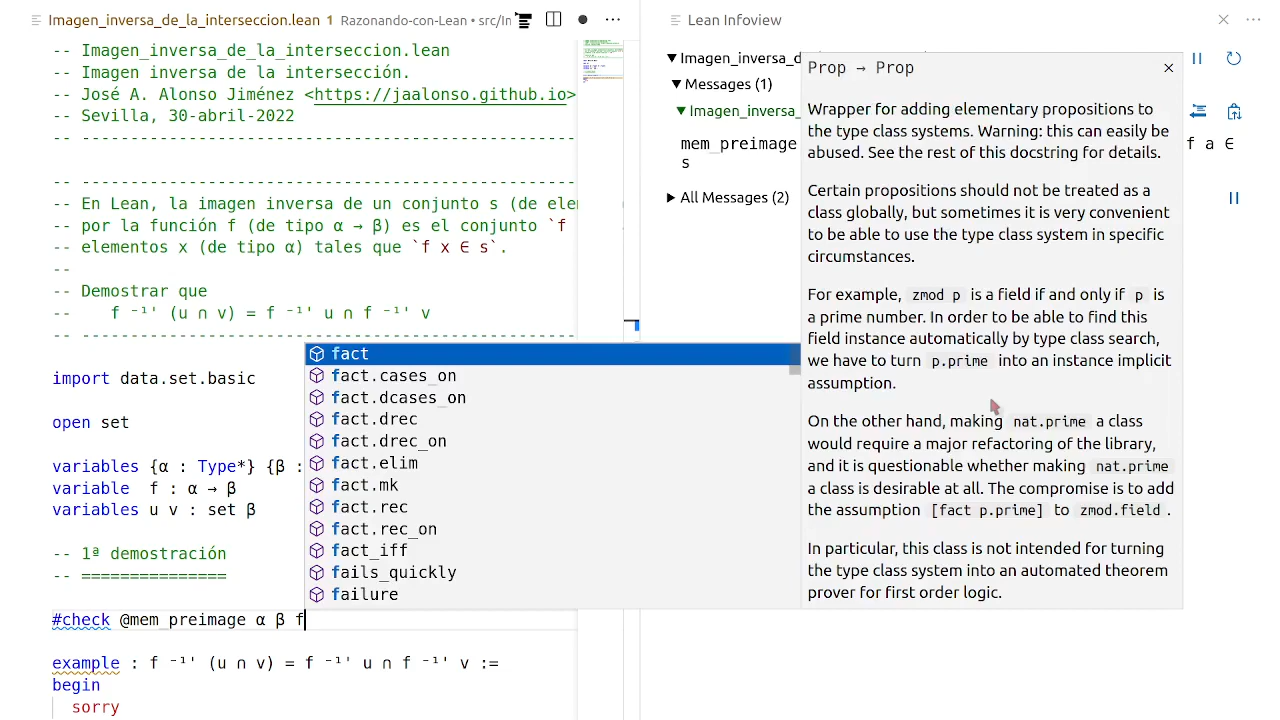 Imagen_inversa_de_la_interseccion.lean 1 Razonando-con-Lean • src/In
-- Imagen_inversa_de_la_interseccion.lean
-- Imagen inversa de la intersección.
-- José A. Alonso Jiménez <https://jaalonso.github.io>
-- Sevilla, 30-abril-2022
-- ---------------------------------------------------
-- ---------------------------------------------------
-- En Lean, la imagen inversa de un conjunto s (de elem
-- por la función f (de tipo α → β) es el conjunto `f
-- elementos x (de tipo α) tales que `f x ∈ s`.
--
-- Demostrar que
--    f ⁻¹' (u ∩ v) = f ⁻¹' u ∩ f ⁻¹' v
-- ---------------------------------------------------
import data.set.basic
open set
variables {α : Type*} {β :
variable  f : α → β
variables u v : set β
-- 1ª demostración
-- ===============
#check @mem_preimage α β f
example : f ⁻¹' (u ∩ v) = f ⁻¹' u ∩ f ⁻¹' v :=
begin
  sorry
fact
fact.cases_on
fact.dcases_on
fact.drec
fact.drec_on
fact.elim
fact.mk
fact.rec
fact.rec_on
fact_iff
fails_quickly
failure
Lean Infoview
Imagen_inversa_d
Messages (1)
Imagen_inversa_
mem_preimage f a ∈
s
All Messages (2)
Prop → Prop
Wrapper for adding elementary propositions to
the type class systems. Warning: this can easily be
abused. See the rest of this docstring for details.
Certain propositions should not be treated as a
class globally, but sometimes it is very convenient
to be able to use the type class system in specific
circumstances.
For example, zmod p is a field if and only if p is
a prime number. In order to be able to find this
field instance automatically by type class search,
we have to turn p.prime into an instance implicit
assumption.
On the other hand, making nat.prime a class
would require a major refactoring of the library,
and it is questionable whether making nat.prime
a class is desirable at all. The compromise is to add
the assumption [fact p.prime] to zmod.field.
In particular, this class is not intended for turning
the type class system into an automated theorem
prover for first order logic.